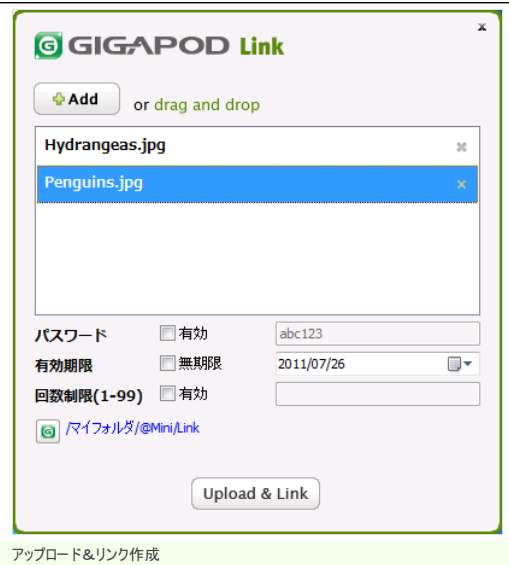 x
GIGAPOD Link
Add or drag and drop
Hydrangeas.jpg
Penguins.jpg
パスワード 有効 abc123
有効期限 無期限 2011/07/26
回数制限(1-99) 有効
/マイフォルダ/@Mini/Link
Upload & Link
アップロード&リンク作成